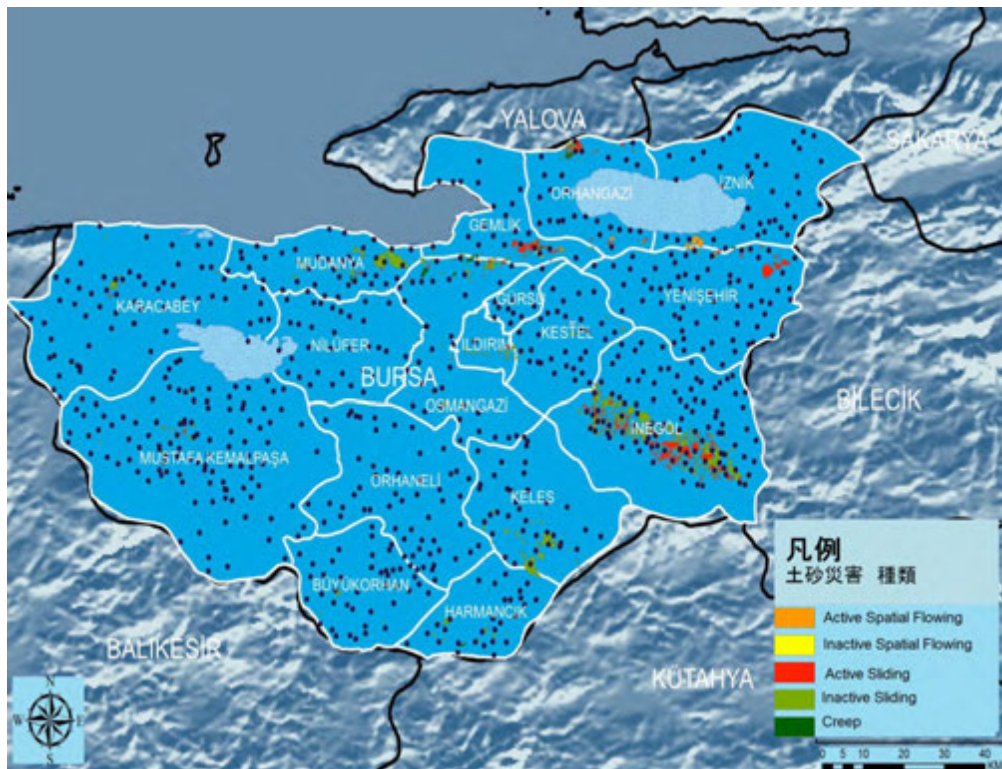 YALOVA
SAKARYA
ORHANGAZİ
İZNİK
GEMLİK
MUDANYA
KARACABEY
GÜRSU
YENİŞEHİR
KESTEL
NİLÜFER
YILDIRIM
BURSA
OSMANGAZİ
BİLECİK
İNEGÖL
MUSTAFA KEMALPAŞA
ORHANELİ
KELES
BÜYÜKORHAN
HARMANCIK
BALIKESİR
KÜTAHYA
凡例
土砂災害 種類
Active Spatial Flowing
Inactive Spatial Flowing
Active Sliding
Inactive Sliding
Creep
N
W E
S
0 5 10 20 30 40